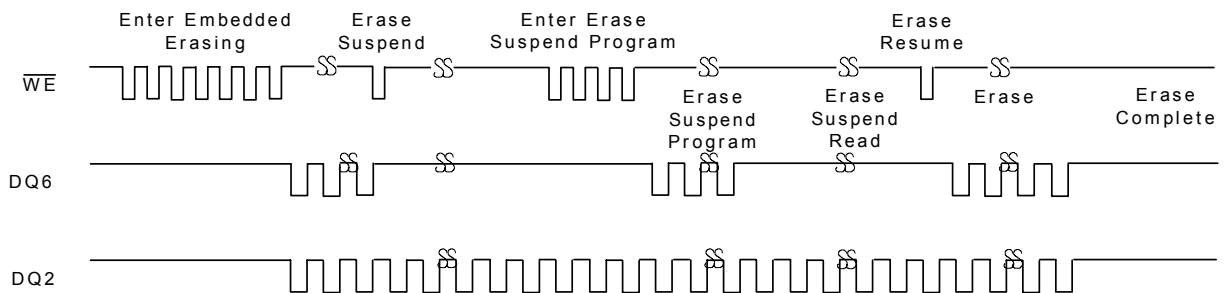 Enter Embedded
Erasing
Erase
Suspend
Enter Erase
Suspend Program
Erase
Resume
WE
Erase
Suspend
Program
Erase
Suspend
Read
Erase
Erase
Complete
DQ6
DQ2